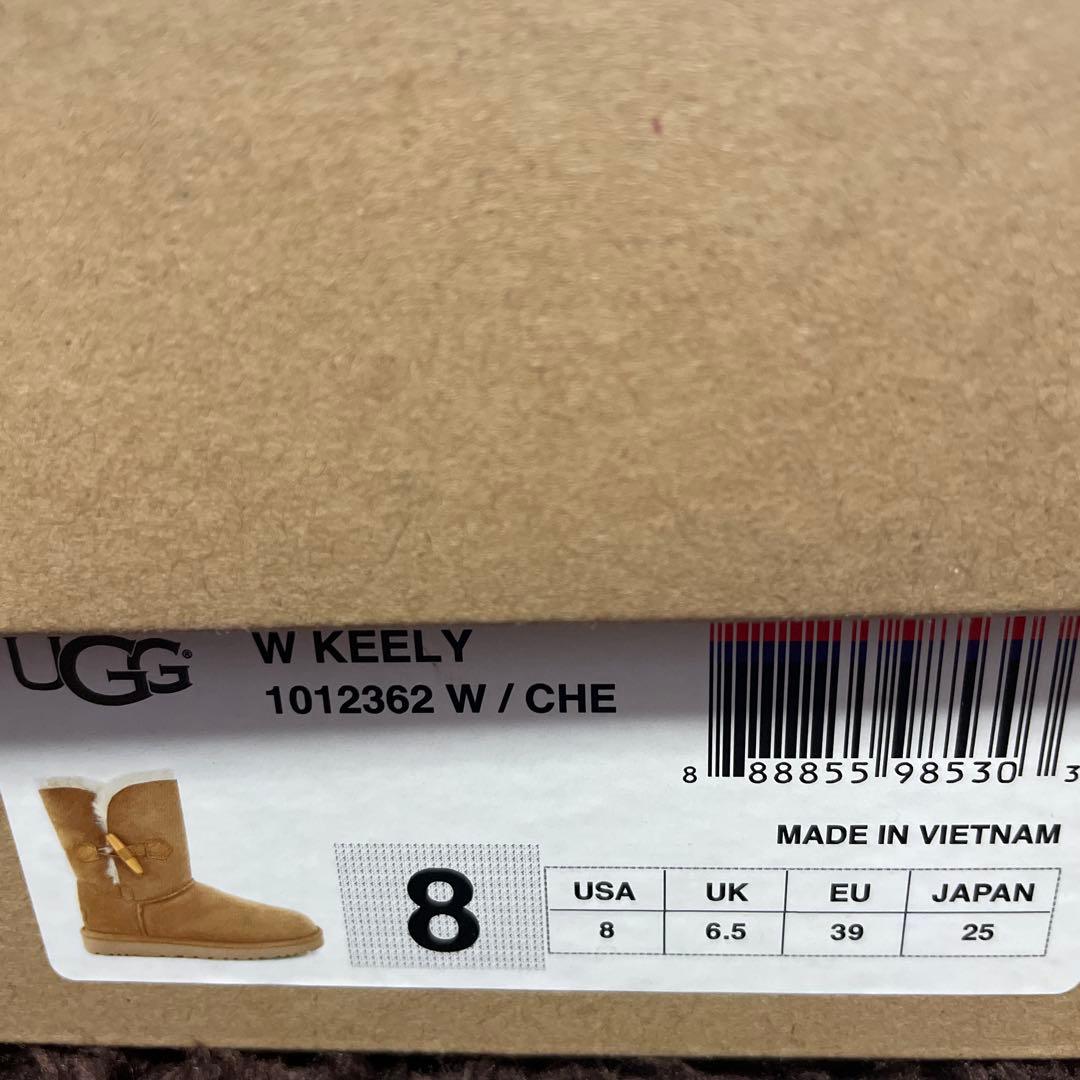 UGG®
W KEELY
1012362 W / CHE
8 88855 98530 3
MADE IN VIETNAM
8
USA UK EU JAPAN
8 6.5 39 25